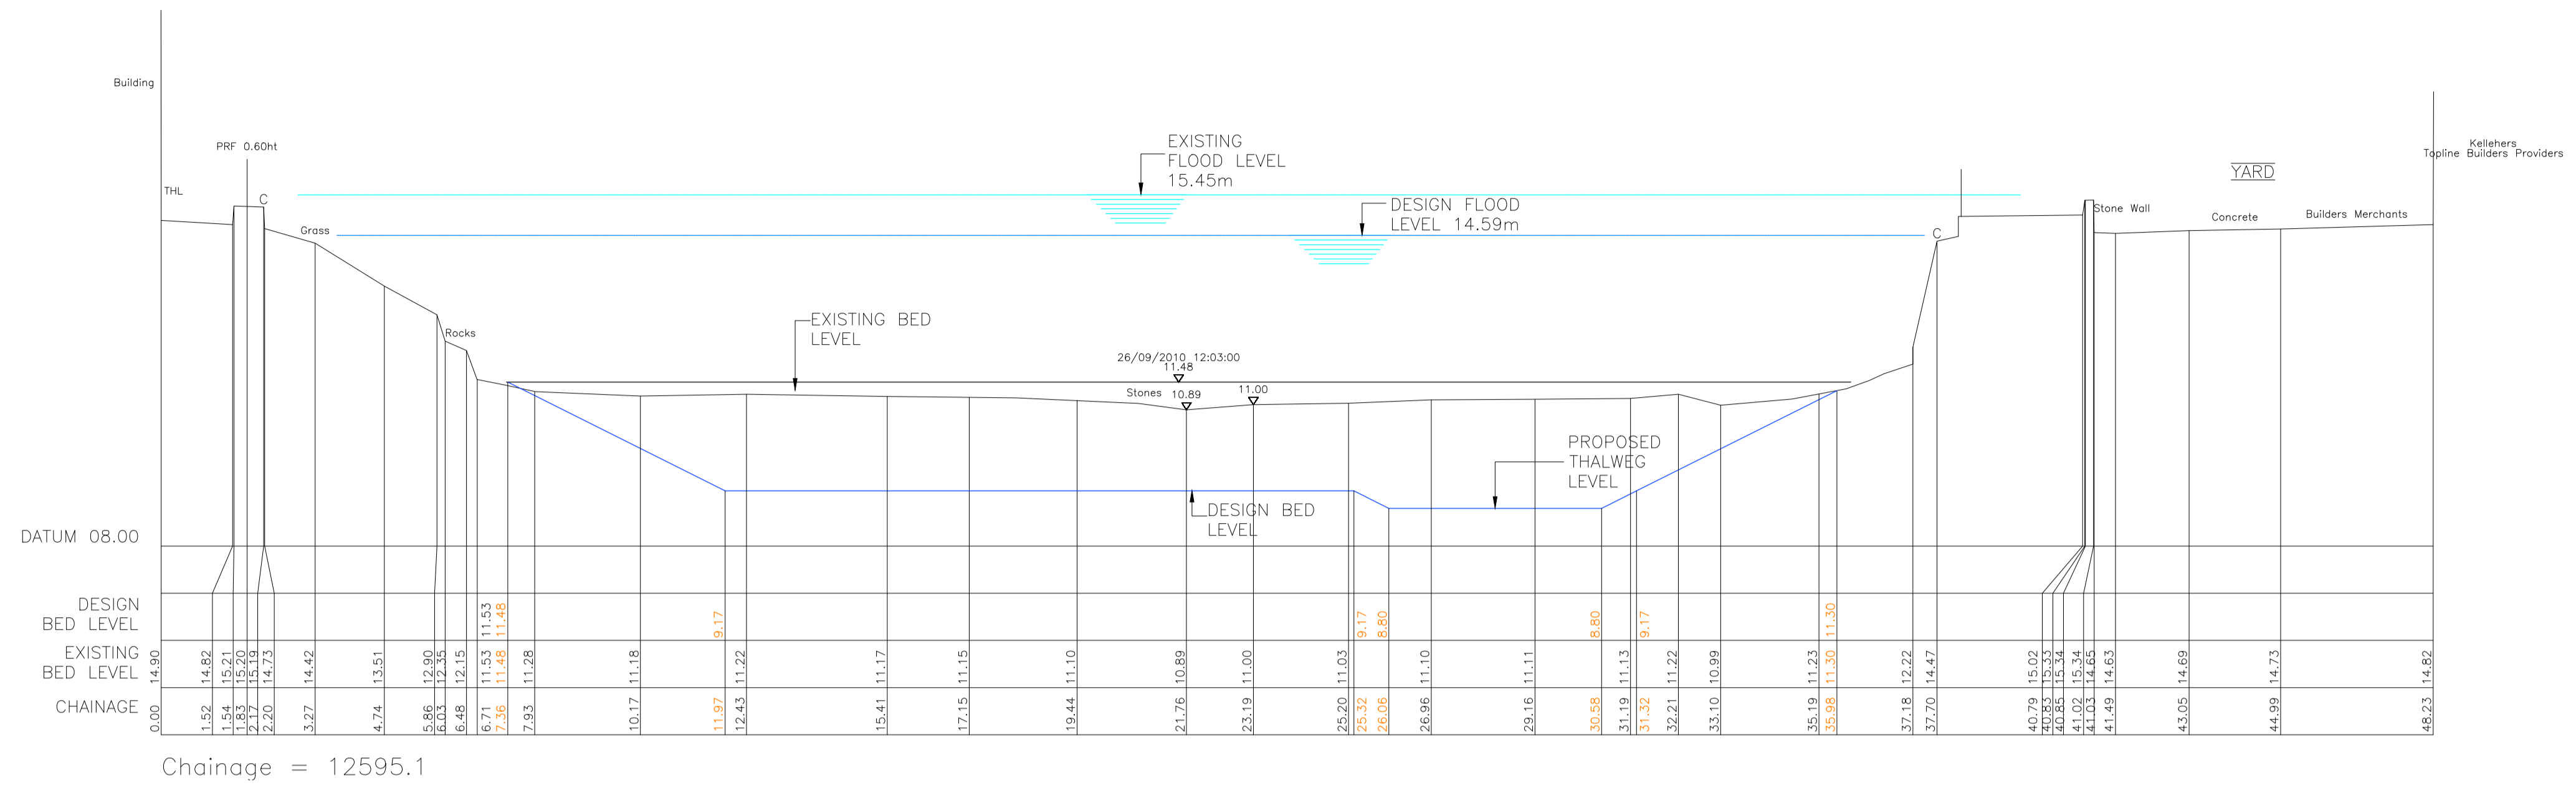 Building
PRF 0.60ht
THL
C
Grass
Rocks
EXISTING
FLOOD LEVEL
15.45m
DESIGN FLOOD
LEVEL 14.59m
EXISTING BED
LEVEL
26/09/2010 12:03:00
11.48
Stones 10.89
11.00
PROPOSED
THALWEG
LEVEL
DESIGN BED
LEVEL
C
Stone Wall
YARD
Concrete
Builders Merchants
Kellehers
Topline Builders Providers
DATUM 08.00
DESIGN
BED LEVEL
11.53 11.48 9.17 9.17 8.80 8.80 9.17 11.30
EXISTING
BED LEVEL
14.90 14.82 15.21 15.20 15.19 14.73 14.42 13.51 12.90 12.35 12.15 11.53 11.48 11.28 11.18 11.22 11.17 11.15 11.10 10.89 11.00 11.03 11.10 11.11 11.13 11.22 10.99 11.23 11.30 12.22 14.47 15.02 15.33 15.34 15.34 14.65 14.63 14.69 14.73 14.82
CHAINAGE
0.00 1.52 1.54 1.83 2.17 2.20 3.27 4.74 5.86 6.03 6.48 6.71 7.36 7.93 10.17 11.97 12.43 15.41 17.15 19.44 21.76 23.19 25.20 25.32 26.06 26.96 29.16 30.58 31.19 31.32 32.21 33.10 35.19 35.98 37.18 37.70 40.79 40.83 40.85 41.02 41.03 41.49 43.05 44.99 48.23
Chainage = 12595.1